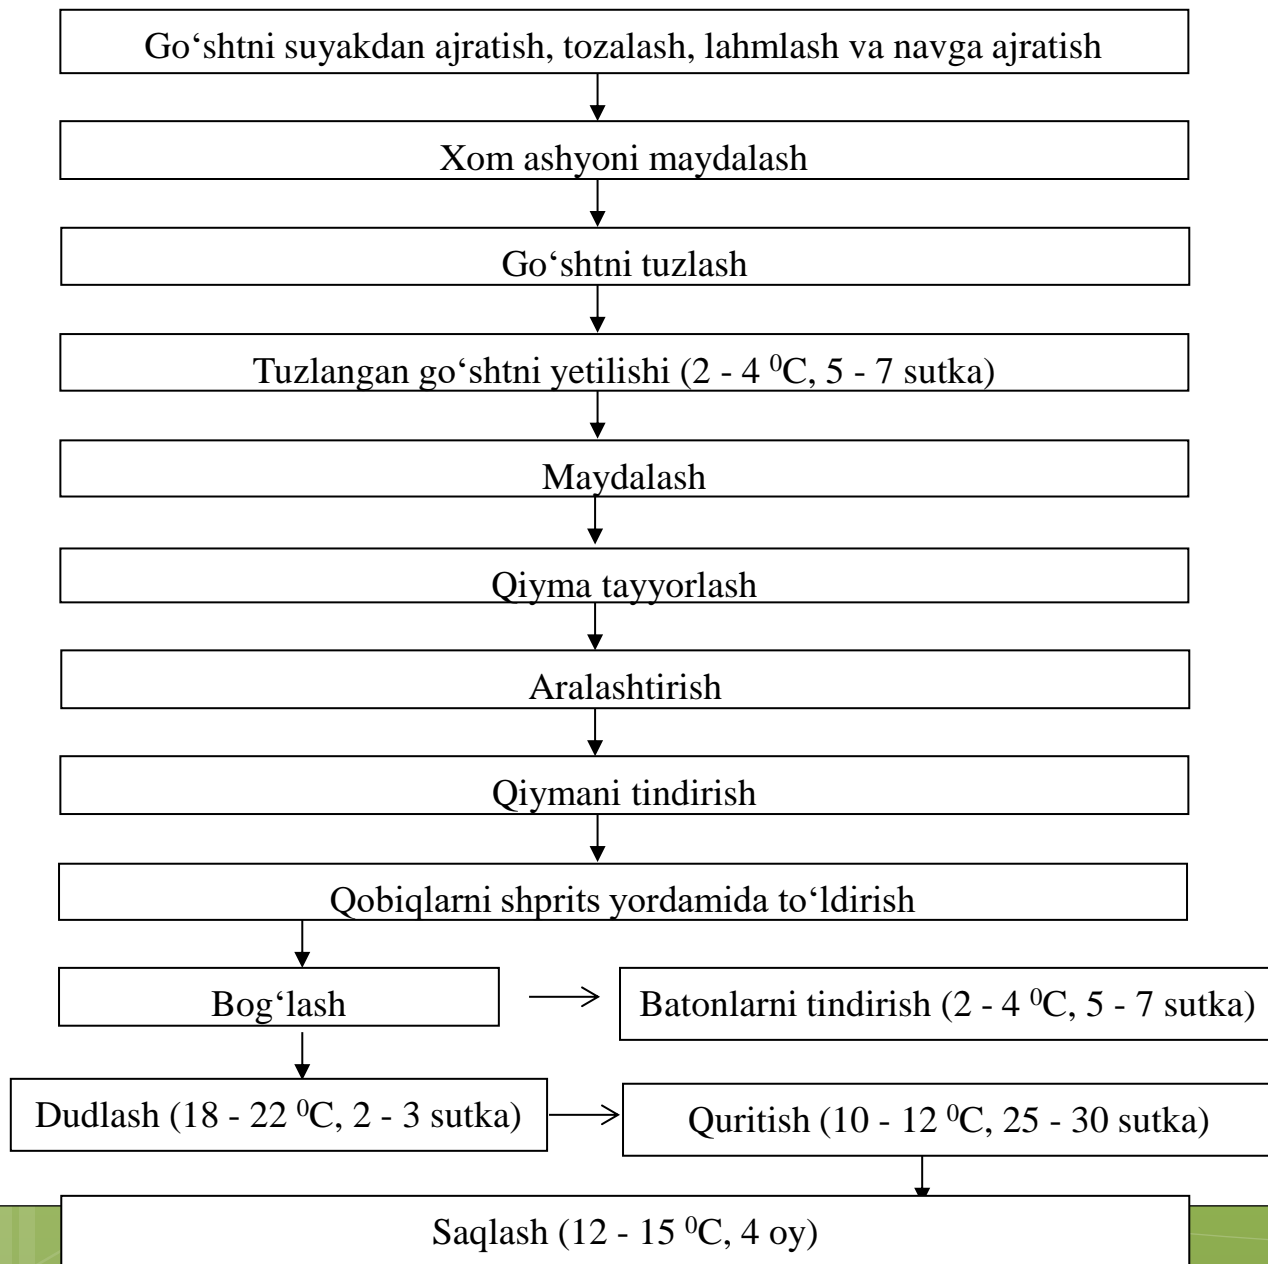 Go‘shtni suyakdan ajratish, tozalash, lahmlash va navga ajratish
Xom ashyoni maydalash
Go‘shtni tuzlash
Tuzlangan go‘shtni yetilishi (2 - 4 ⁰C, 5 - 7 sutka)
Maydalash
Qiyma tayyorlash
Aralashtirish
Qiymani tindirish
Qobiqlarni shprits yordamida to‘ldirish
Bog‘lash
Batonlarni tindirish (2 - 4 ⁰C, 5 - 7 sutka)
Dudlash (18 - 22 ⁰C, 2 - 3 sutka)
Quritish (10 - 12 ⁰C, 25 - 30 sutka)
Saqlash (12 - 15 ⁰C, 4 oy)